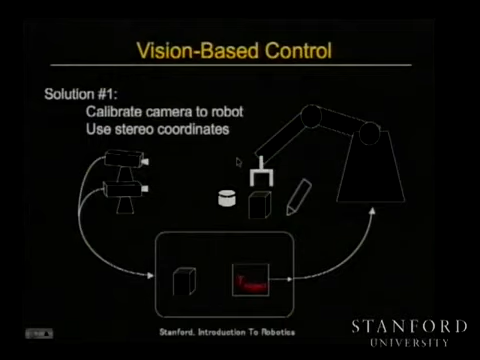 Vision-Based Control
Solution #1:
Calibrate camera to robot
Use stereo coordinates
Stanford, Introduction To Robotics
STANFORD
UNIVERSITY